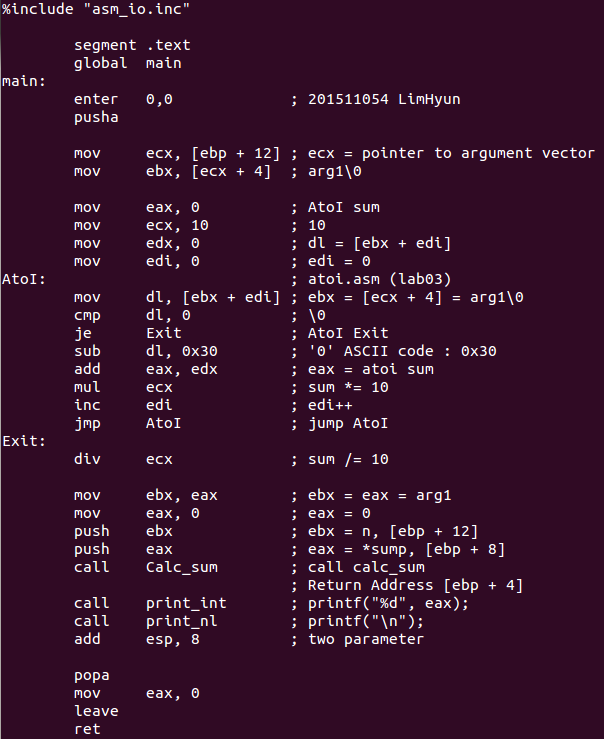 %include "asm_io.inc"
segment .text
global main
main:
enter 0,0 ; 201511054 LimHyun
pusha
mov ecx, [ebp + 12] ; ecx = pointer to argument vector
mov ebx, [ecx + 4] ; arg1\0
mov eax, 0 ; AtoI sum
mov ecx, 10 ; 10
mov edx, 0 ; dl = [ebx + edi]
mov edi, 0 ; edi = 0
AtoI: ; atoi.asm (lab03)
mov dl, [ebx + edi] ; ebx = [ecx + 4] = arg1\0
cmp dl, 0 ; \0
je Exit ; AtoI Exit
sub dl, 0x30 ; '0' ASCII code : 0x30
add eax, edx ; eax = atoi sum
mul ecx ; sum *= 10
inc edi ; edi++
jmp AtoI ; jump AtoI
Exit:
div ecx ; sum /= 10
mov ebx, eax ; ebx = eax = arg1
mov eax, 0 ; eax = 0
push ebx ; ebx = n, [ebp + 12]
push eax ; eax = *sump, [ebp + 8]
call Calc_sum ; call calc_sum
; Return Address [ebp + 4]
call print_int ; printf("%d", eax);
call print_nl ; printf("\n");
add esp, 8 ; two parameter
popa
mov eax, 0
leave
ret